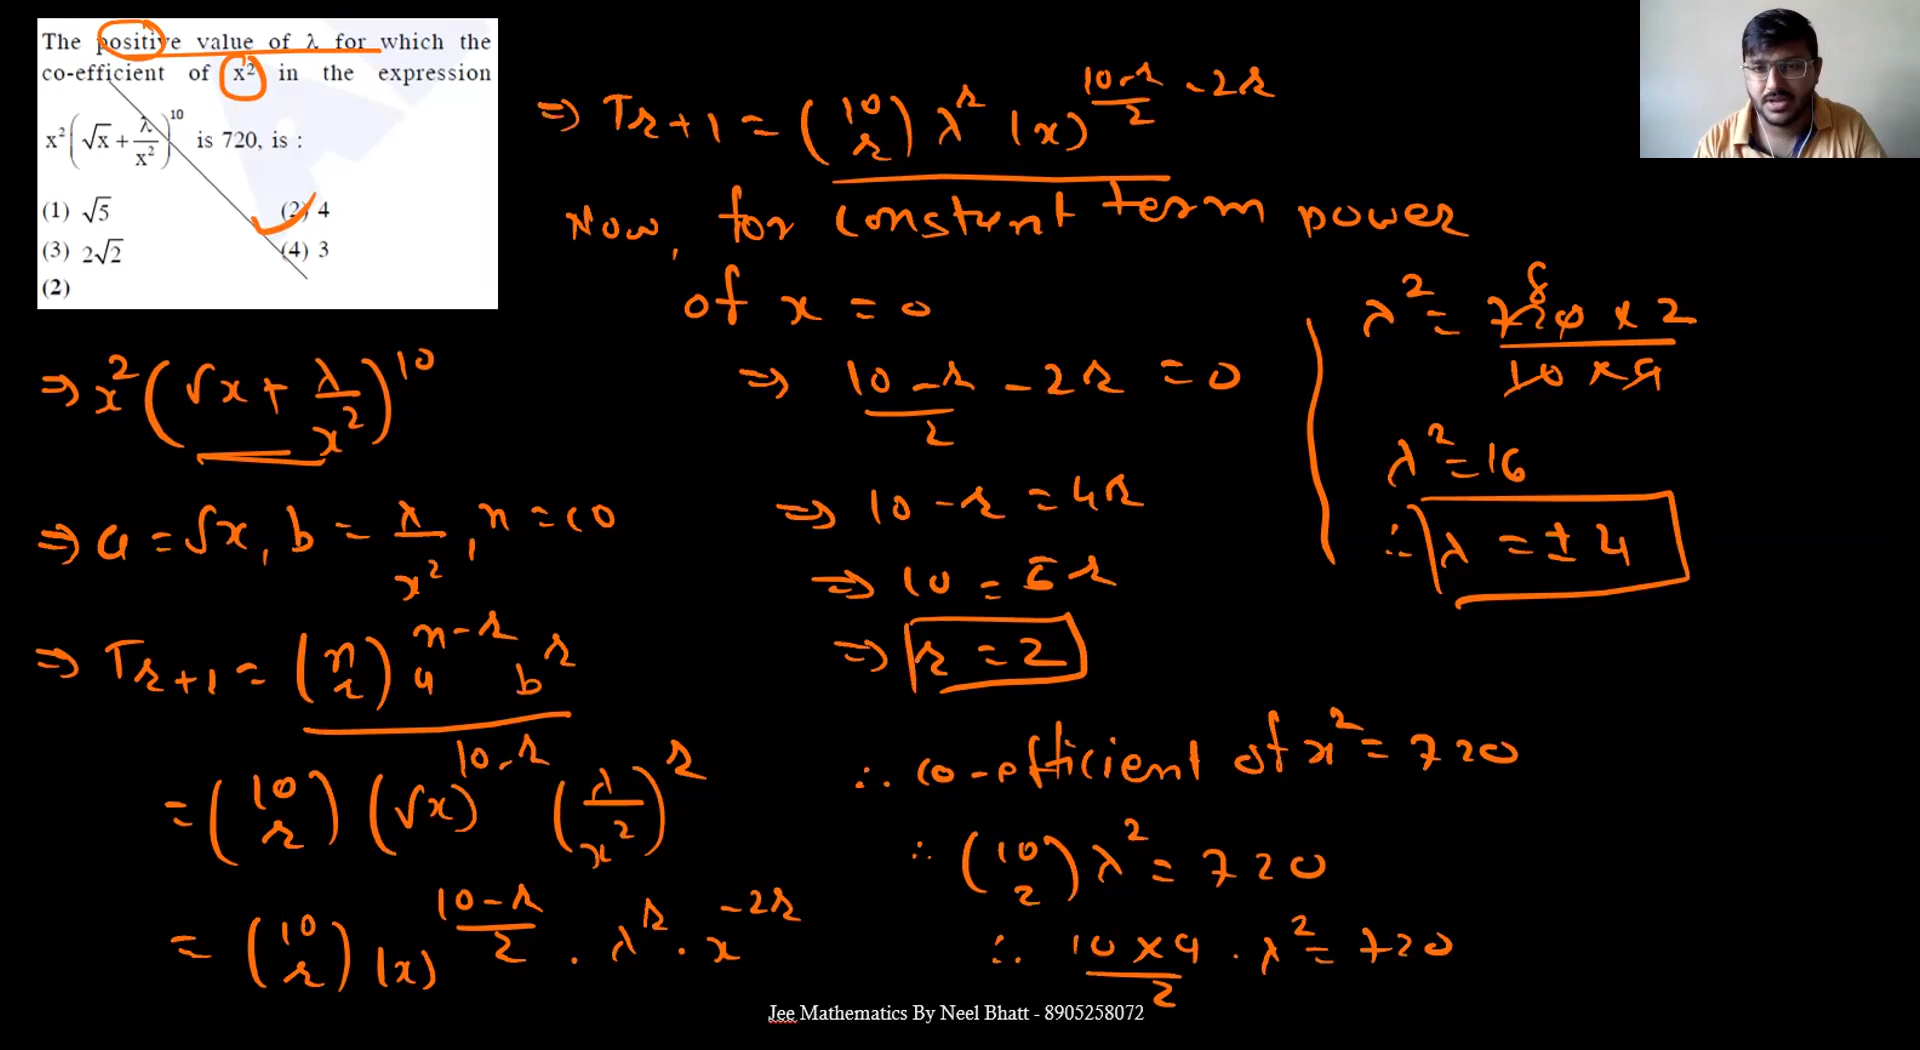 The positive value of λ for which the
co-efficient of x² in the expression
x²(√x + λ/x²)¹⁰ is 720, is :
(1) √5 (2) 4
(3) 2√2 (4) 3
(2)
⇒ x²(√x + λ/x²)¹⁰
⇒ a = √x, b = λ/x², n = 10
⇒ Tr+1 = (n r) a^(n-r) b^r
= (10 r) (√x)^(10-r) (λ/x²)^r
= (10 r) (x)^((10-r)/2) · λ^r · x^(-2r)
⇒ Tr+1 = (10 r) λ^r (x)^((10-r)/2 - 2r)
Now, for constant term power
of x = 0
⇒ (10-r)/2 - 2r = 0
⇒ 10 - r = 4r
⇒ 10 = 5r
⇒ r = 2
∴ co-efficient of x² = 720
∴ (10 2) λ² = 720
∴ (10 × 9)/2 · λ² = 720
λ² = (720 × 2)/(10 × 9)
8
λ² = 16
∴ λ = ± 4
Jee Mathematics By Neel Bhatt - 8905258072